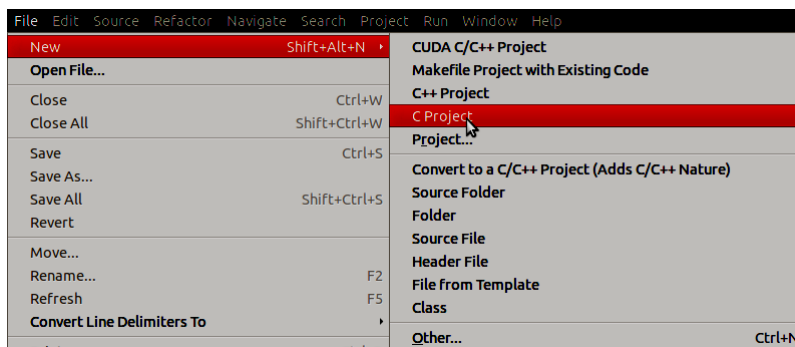 File Edit Source Refactor Navigate Search Project Run Window Help
New Shift+Alt+N
Open File...
Close Ctrl+W
Close All Shift+Ctrl+W
Save Ctrl+S
Save As...
Save All Shift+Ctrl+S
Revert
Move...
Rename... F2
Refresh F5
Convert Line Delimiters To
CUDA C/C++ Project
Makefile Project with Existing Code
C++ Project
C Project
Project...
Convert to a C/C++ Project (Adds C/C++ Nature)
Source Folder
Folder
Source File
Header File
File from Template
Class
Other... Ctrl+N